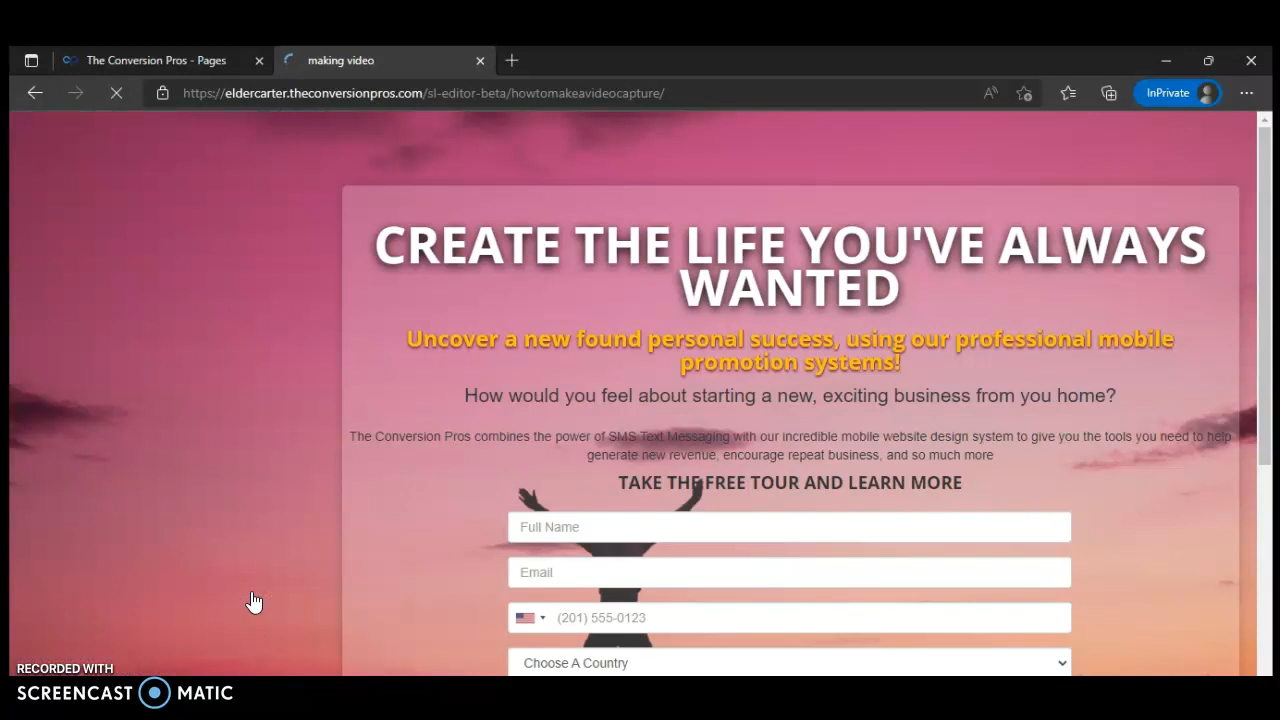 The Conversion Pros - Pages
making video
https://eldercarter.theconversionpros.com/sl-editor-beta/howtomakeavideocapture/
InPrivate
CREATE THE LIFE YOU'VE ALWAYS
WANTED
Uncover a new found personal success, using our professional mobile
promotion systems!
How would you feel about starting a new, exciting business from you home?
The Conversion Pros combines the power of SMS Text Messaging with our incredible mobile website design system to give you the tools you need to help
generate new revenue, encourage repeat business, and so much more
TAKE THE FREE TOUR AND LEARN MORE
Full Name
Email
(201) 555-0123
Choose A Country
RECORDED WITH
SCREENCAST MATIC